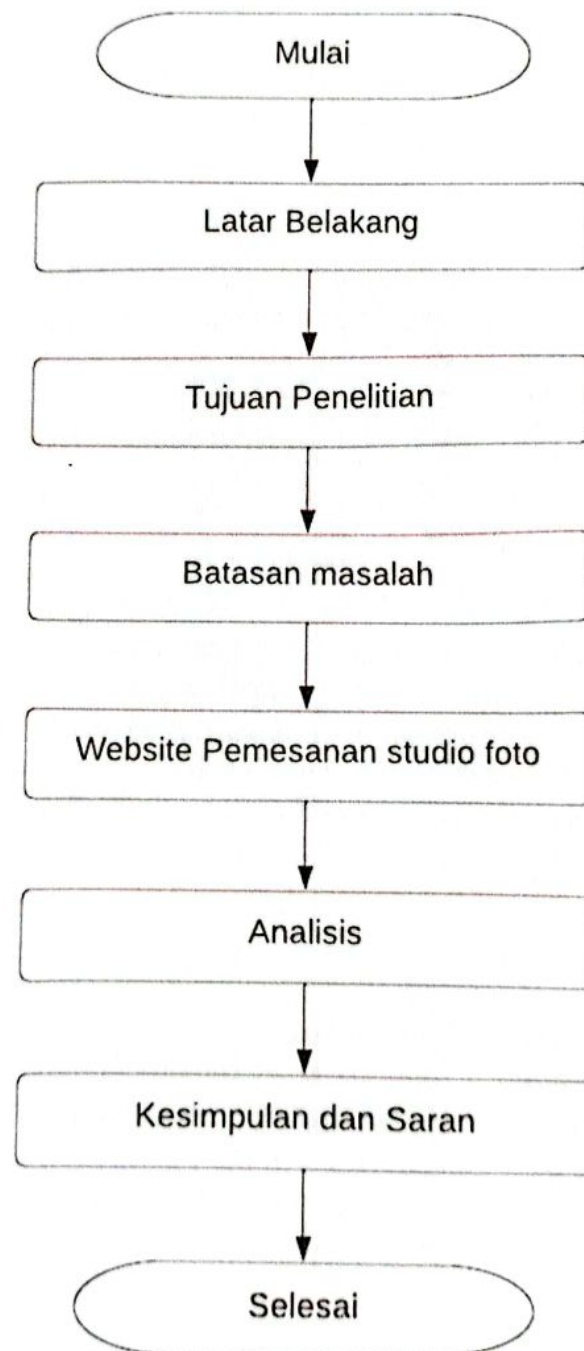 Mulai
Latar Belakang
Tujuan Penelitian
Batasan masalah
Website Pemesanan studio foto
Analisis
Kesimpulan dan Saran
Selesai